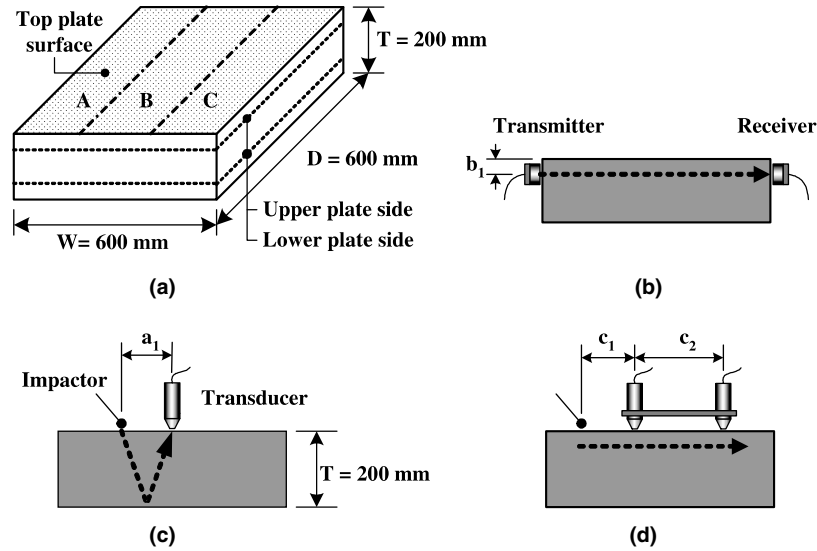 Top plate
surface
T = 200 mm
A
B
C
D = 600 mm
Upper plate side
Lower plate side
W= 600 mm
(a)
Transmitter
Receiver
b1
(b)
a1
Impactor
Transducer
T = 200 mm
(c)
c1
c2
(d)